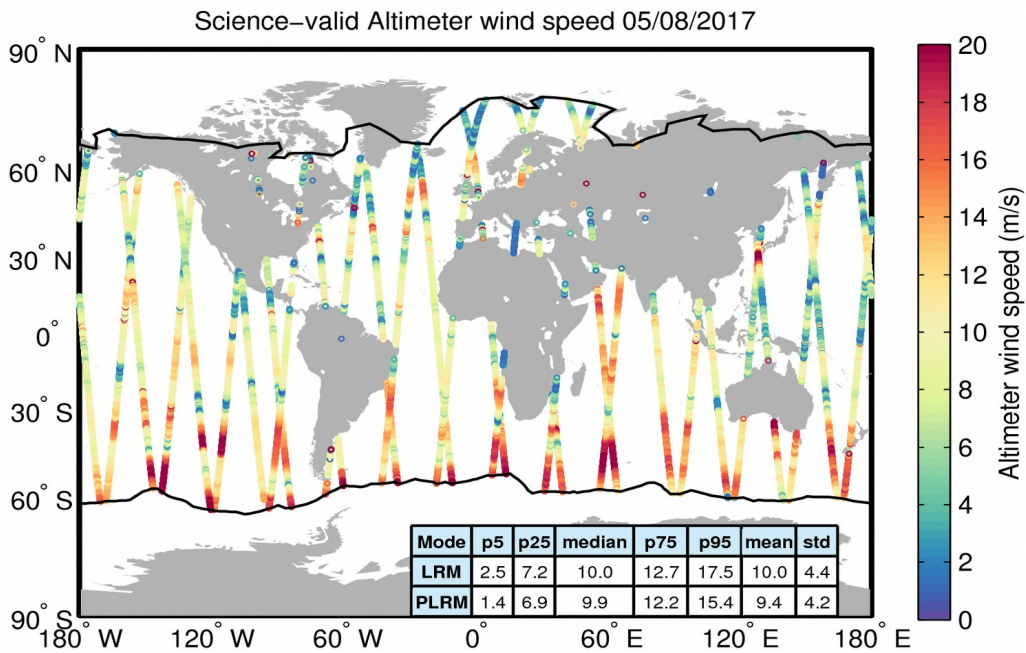 Science−valid Altimeter wind speed 05/08/2017
90° N
60° N
30° N
0°
30° S
60° S
90° S
180° W
120° W
60° W
0°
60° E
120° E
180° E
Mode p5 p25 median p75 p95 mean std
LRM 2.5 7.2 10.0 12.7 17.5 10.0 4.4
PLRM 1.4 6.9 9.9 12.2 15.4 9.4 4.2
20
18
16
14
12
10
8
6
4
2
0
Altimeter wind speed (m/s)